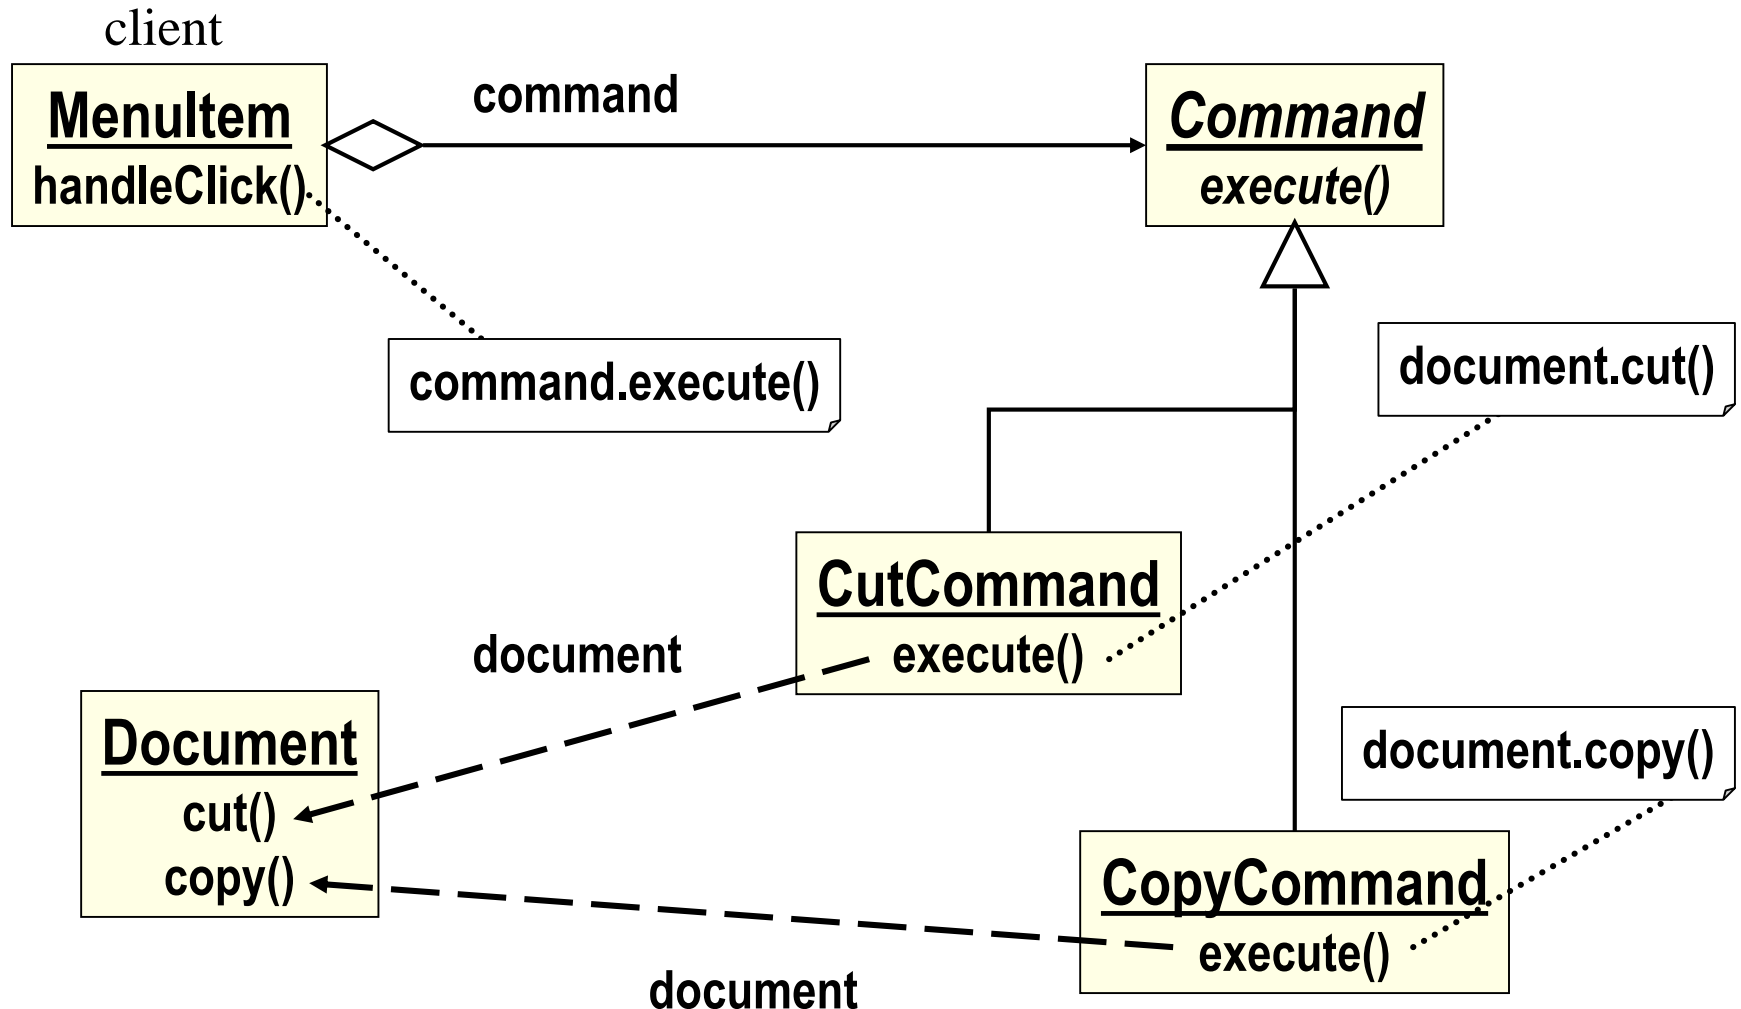 client
MenuItem
handleClick()
command
Command
execute()
command.execute()
document.cut()
CutCommand
execute()
document
Document
cut()
copy()
document.copy()
CopyCommand
execute()
document